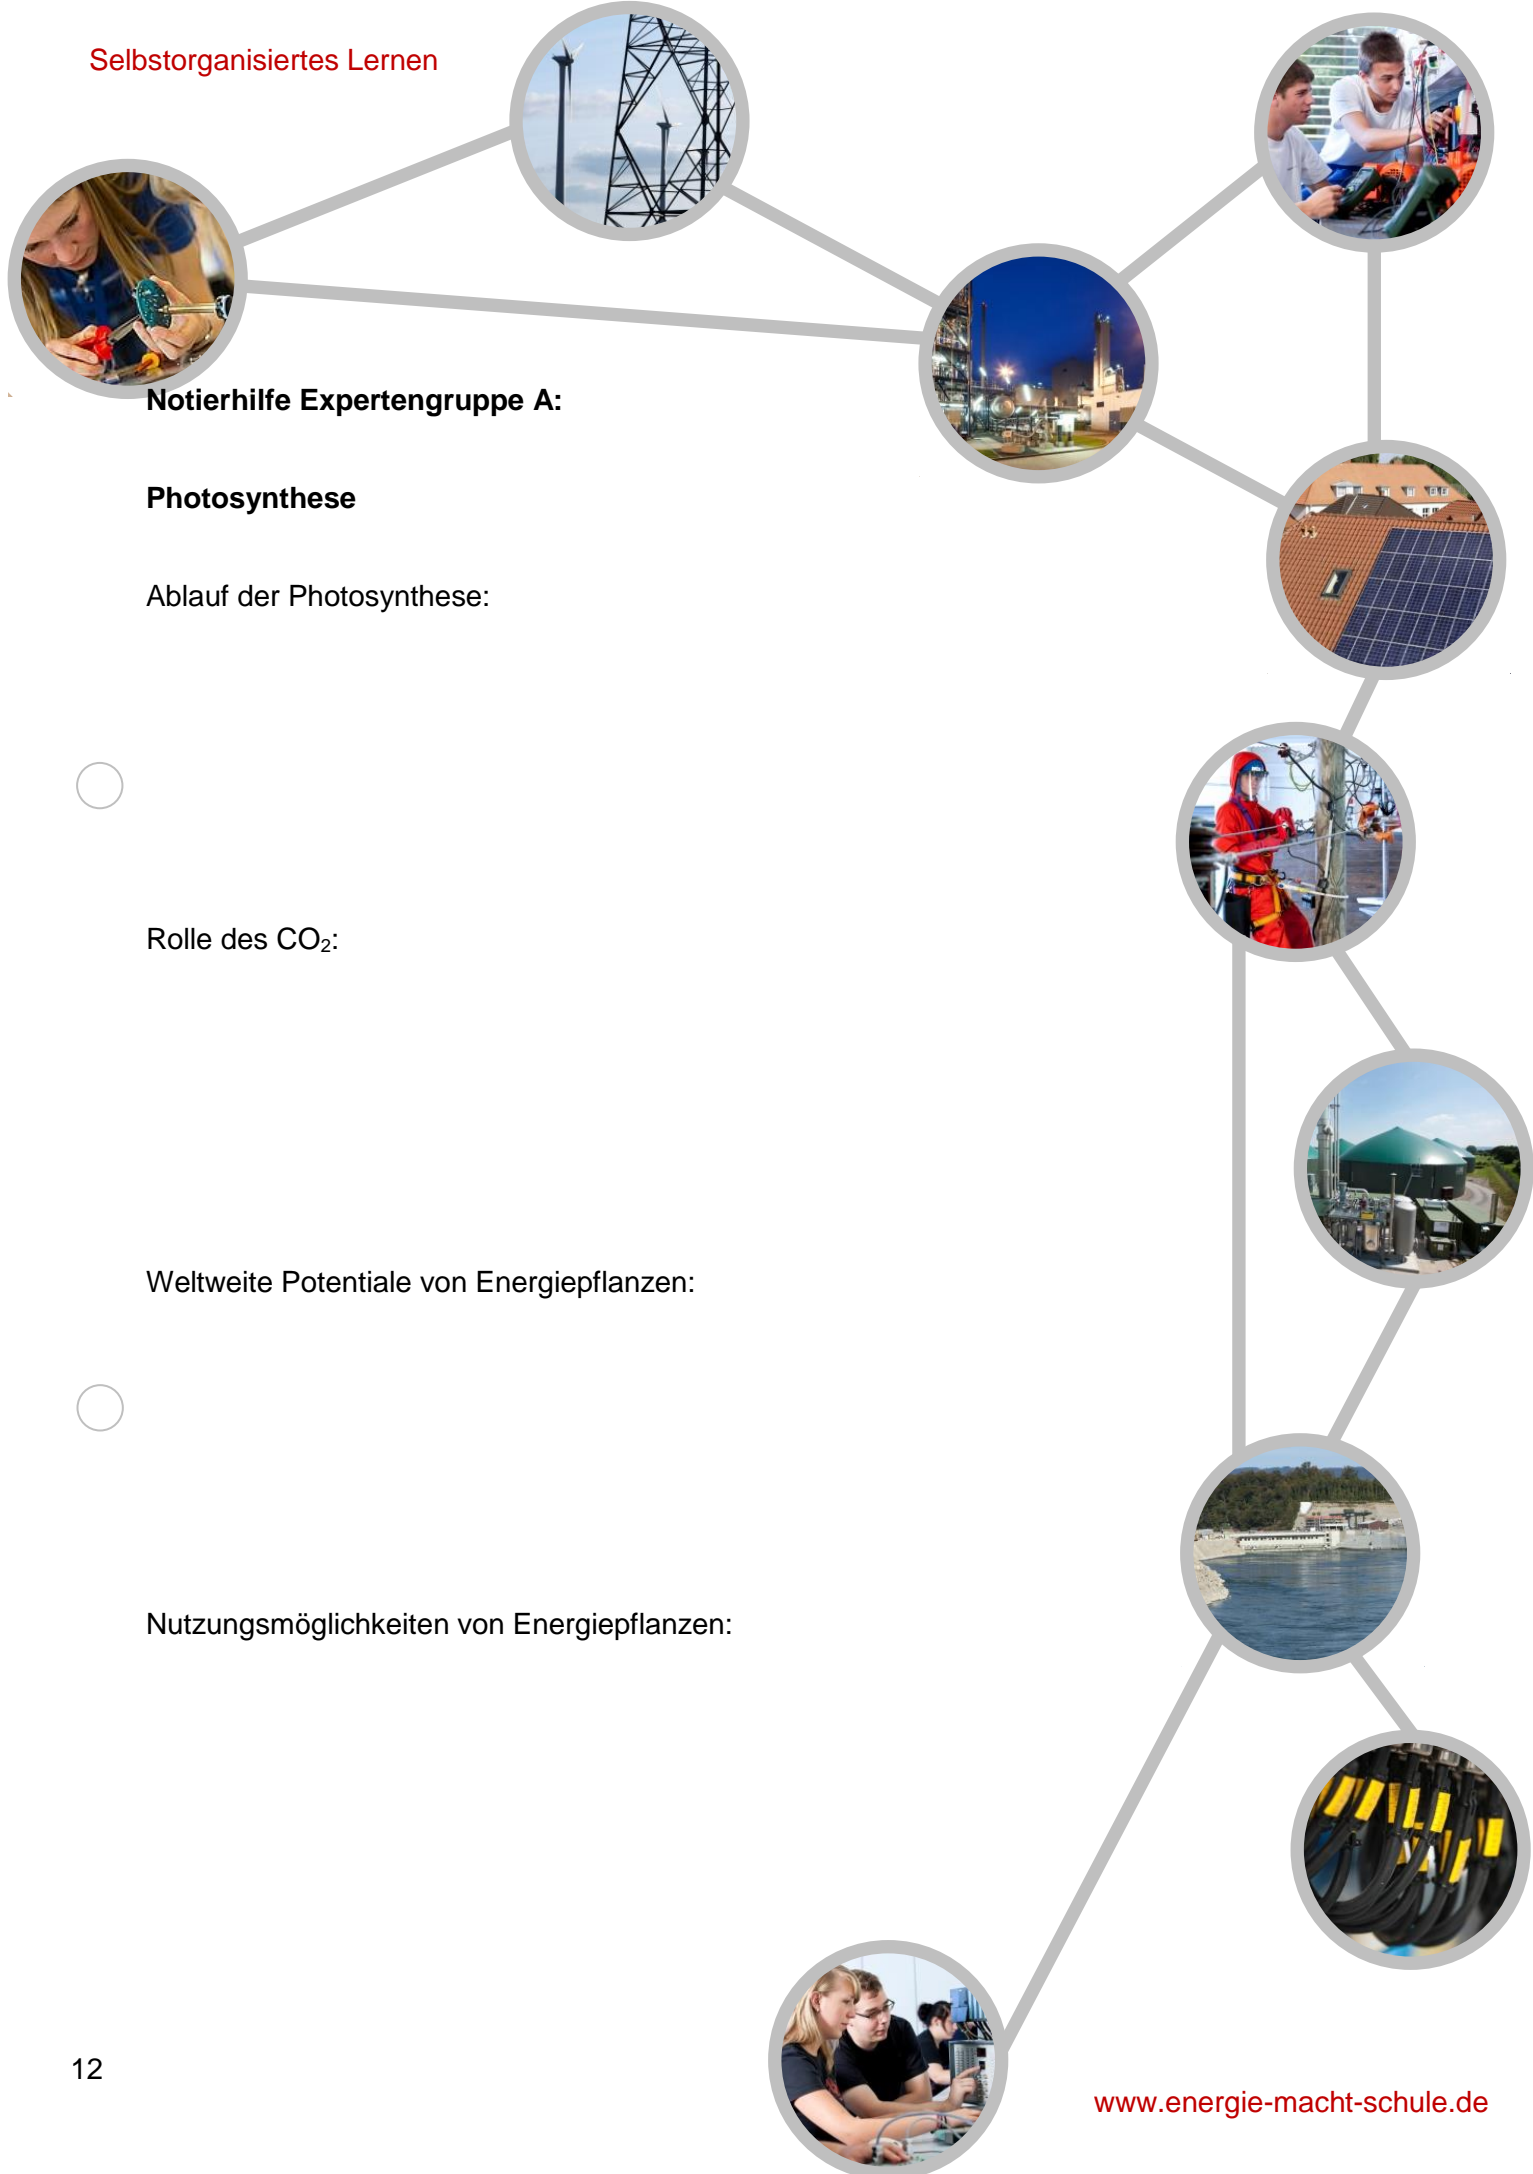 Selbstorganisiertes Lernen
Notierhilfe Expertengruppe A:
Photosynthese
Ablauf der Photosynthese:
Rolle des CO₂:
Weltweite Potentiale von Energiepflanzen:
Nutzungsmöglichkeiten von Energiepflanzen:
12
www.energie-macht-schule.de